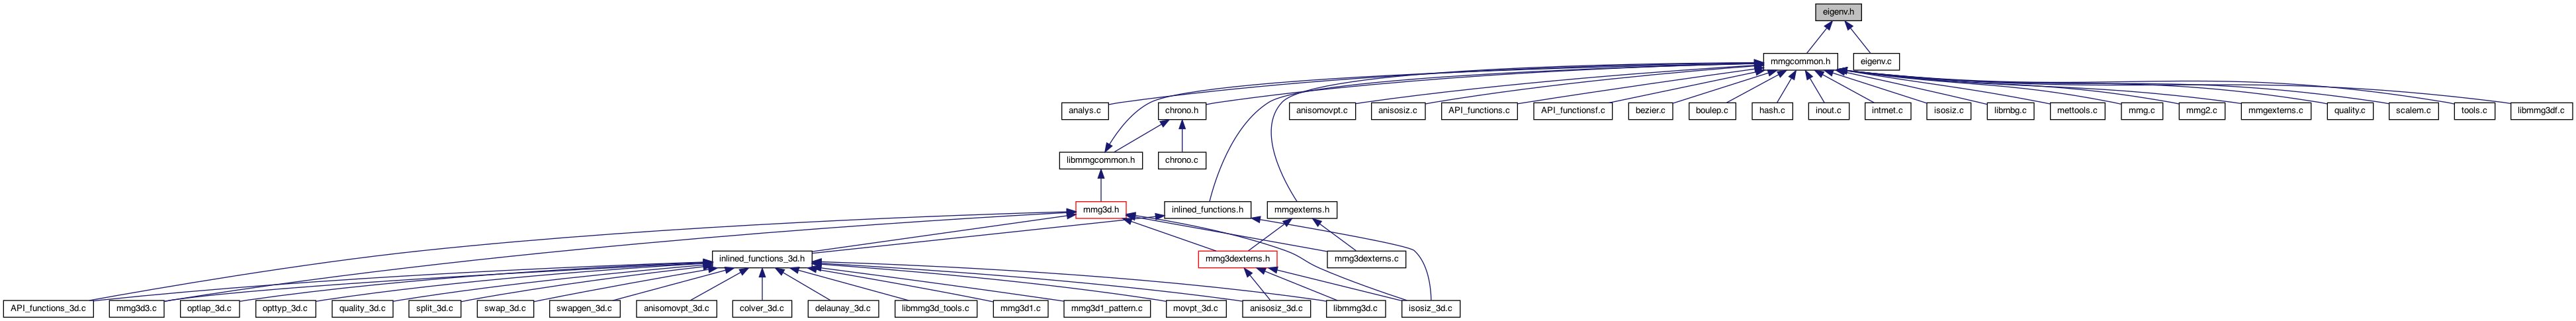 eigenv.h
mmgcommon.h
eigenv.c
analys.c
chrono.h
anisomovpt.c
anisosiz.c
API_functions.c
API_functionsf.c
bezier.c
boulep.c
hash.c
inout.c
intmet.c
isosiz.c
librnbg.c
mettools.c
mmg.c
mmg2.c
mmgexterns.c
quality.c
scalem.c
tools.c
libmmg3df.c
libmmgcommon.h
chrono.c
mmg3d.h
inlined_functions.h
mmgexterns.h
inlined_functions_3d.h
mmg3dexterns.h
mmg3dexterns.c
API_functions_3d.c
mmg3d3.c
optlap_3d.c
opttyp_3d.c
quality_3d.c
split_3d.c
swap_3d.c
swapgen_3d.c
anisomovpt_3d.c
colver_3d.c
delaunay_3d.c
libmmg3d_tools.c
mmg3d1.c
mmg3d1_pattern.c
movpt_3d.c
anisosiz_3d.c
libmmg3d.c
isosiz_3d.c